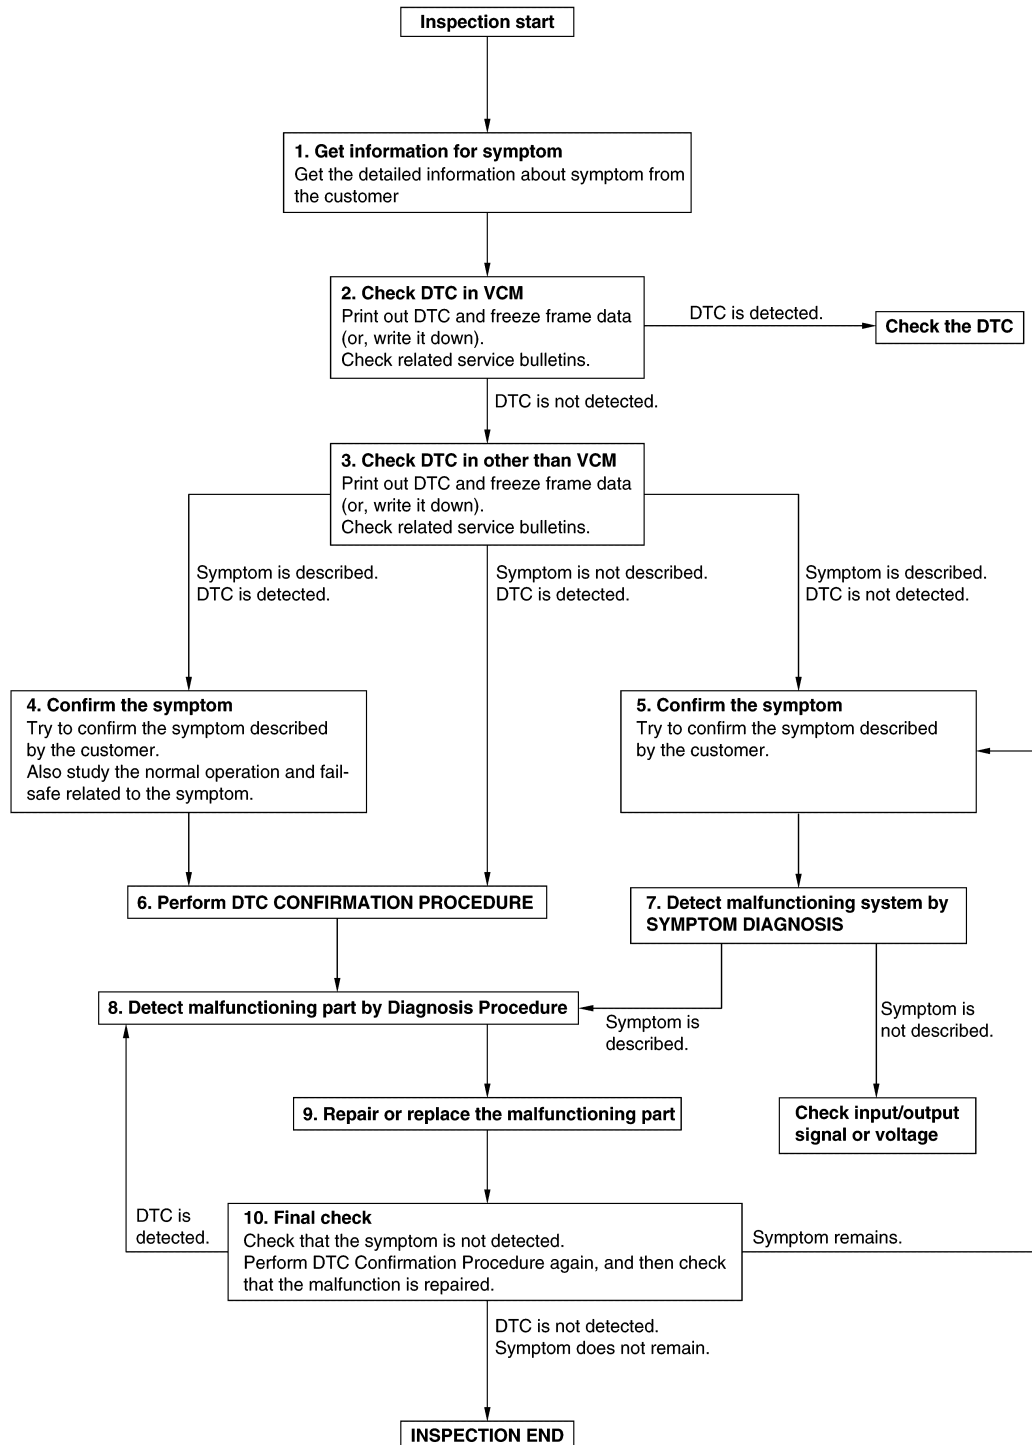 Inspection start
1. Get information for symptom
Get the detailed information about symptom from
the customer
2. Check DTC in VCM
Print out DTC and freeze frame data
(or, write it down).
Check related service bulletins.
DTC is detected.
Check the DTC
DTC is not detected.
3. Check DTC in other than VCM
Print out DTC and freeze frame data
(or, write it down).
Check related service bulletins.
Symptom is described.
DTC is detected.
Symptom is not described.
DTC is detected.
Symptom is described.
DTC is not detected.
4. Confirm the symptom
Try to confirm the symptom described
by the customer.
Also study the normal operation and fail-
safe related to the symptom.
5. Confirm the symptom
Try to confirm the symptom described
by the customer.
6. Perform DTC CONFIRMATION PROCEDURE
7. Detect malfunctioning system by
SYMPTOM DIAGNOSIS
8. Detect malfunctioning part by Diagnosis Procedure
Symptom is
described.
Symptom is
not described.
9. Repair or replace the malfunctioning part
Check input/output
signal or voltage
DTC is
detected.
10. Final check
Check that the symptom is not detected.
Perform DTC Confirmation Procedure again, and then check
that the malfunction is repaired.
Symptom remains.
DTC is not detected.
Symptom does not remain.
INSPECTION END